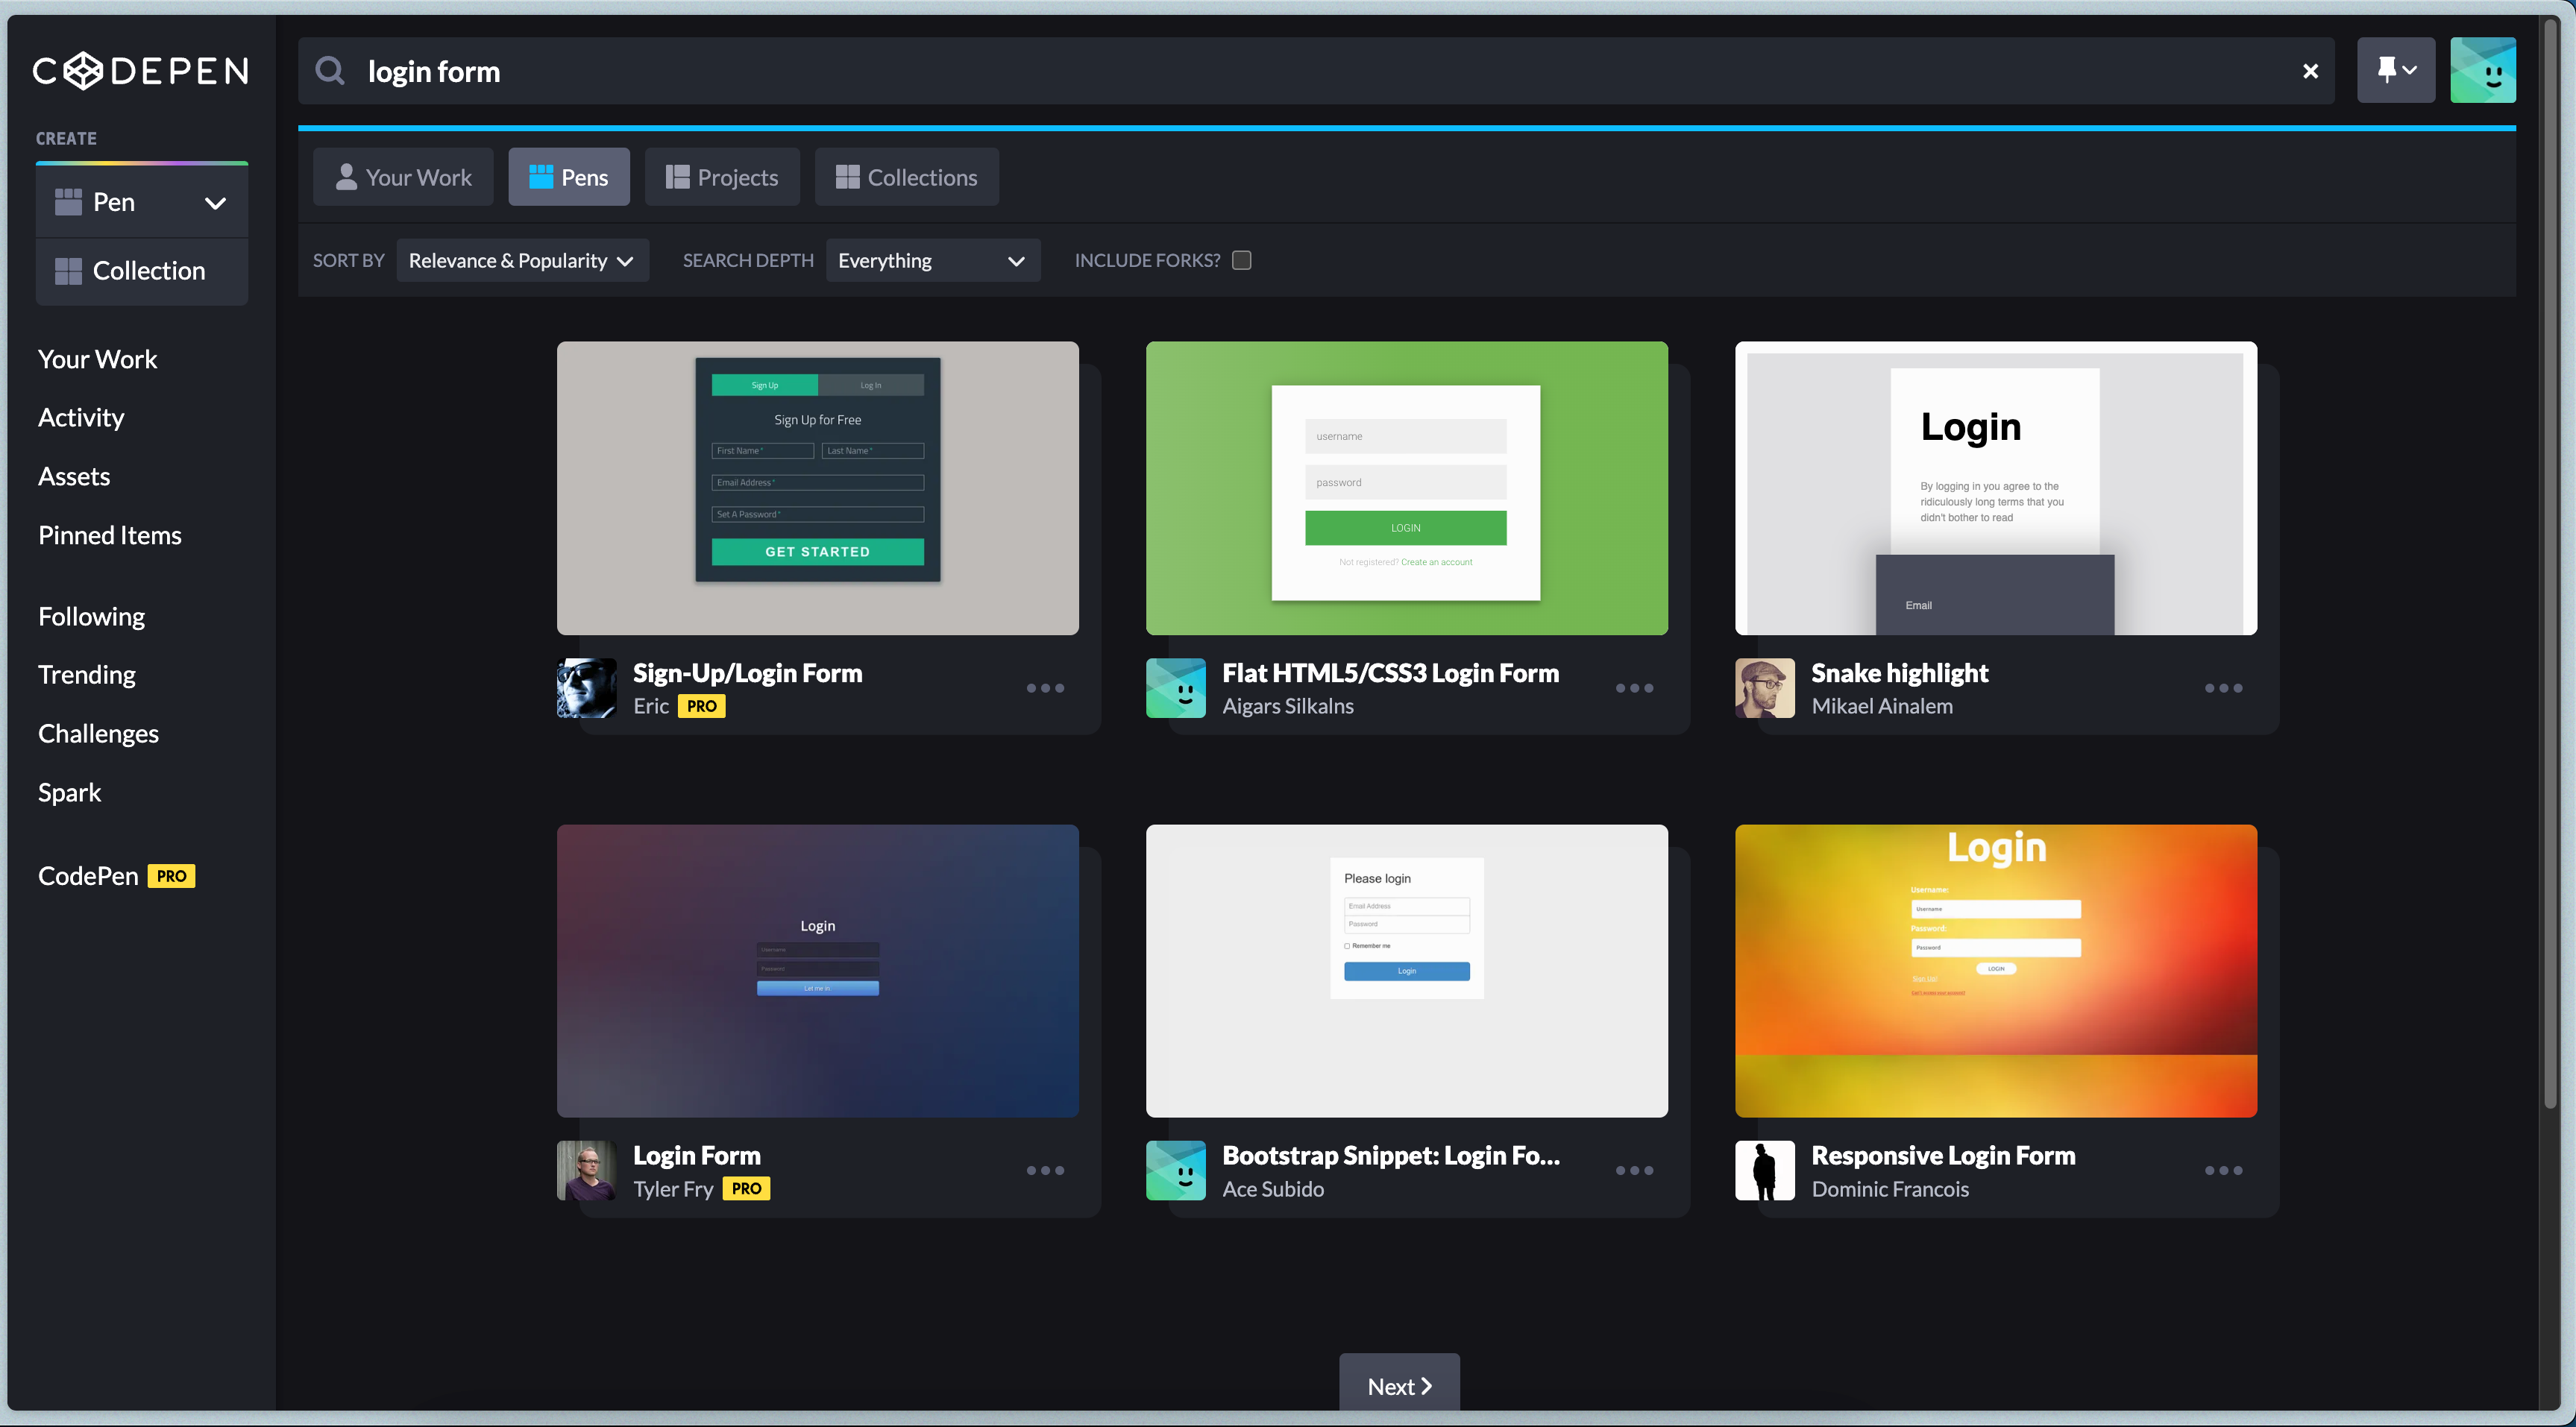 CODEPEN
login form
CREATE
Pen
Collection
Your Work
Activity
Assets
Pinned Items
Following
Trending
Challenges
Spark
CodePen PRO
Your Work
Pens
Projects
Collections
SORT BY Relevance & Popularity SEARCH DEPTH Everything INCLUDE FORKS?
Sign Up Log In
Sign Up for Free
First Name* Last Name*
Email Address*
Set A Password*
GET STARTED
Sign-Up/Login Form
Eric PRO
username
password
LOGIN
Not registered? Create an account
Flat HTML5/CSS3 Login Form
Aigars Silkalns
Login
By logging in you agree to the
ridiculously long terms that you
didn't bother to read
Email
Snake highlight
Mikael Ainalem
Login
Username
Password
Let me in.
Login Form
Tyler Fry PRO
Please login
Email Address
Password
Remember me
Login
Bootstrap Snippet: Login Fo...
Ace Subido
Login
Username:
Username
Password:
Password
LOGIN
Sign Up!
Can't access your account?
Responsive Login Form
Dominic Francois
Next